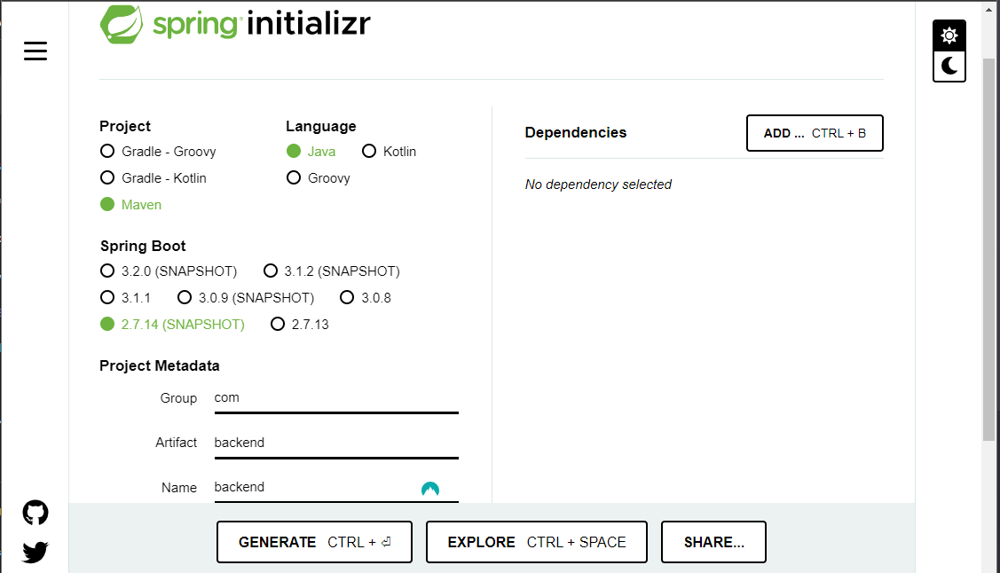 spring initializr
Project
Gradle - Groovy
Gradle - Kotlin
Maven
Language
Java Kotlin
Groovy
Spring Boot
3.2.0 (SNAPSHOT) 3.1.2 (SNAPSHOT)
3.1.1 3.0.9 (SNAPSHOT) 3.0.8
2.7.14 (SNAPSHOT) 2.7.13
Project Metadata
Group com
Artifact backend
Name backend
Dependencies
ADD ... CTRL + B
No dependency selected
GENERATE CTRL + ⏎
EXPLORE CTRL + SPACE
SHARE...